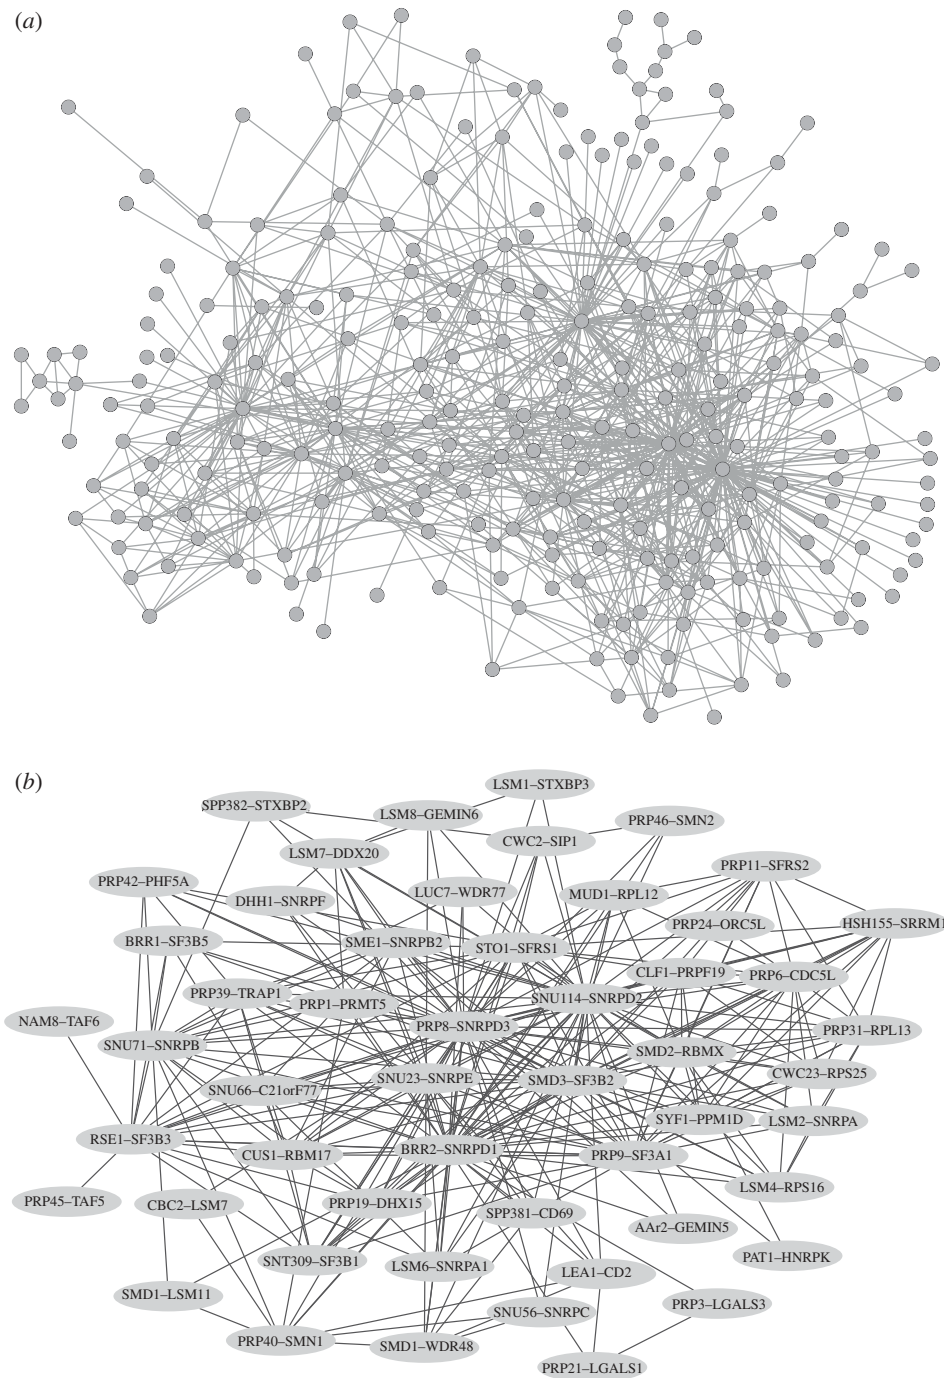 (a)
(b)
LSM1–STXBP3
SPP382–STXBP2
LSM8–GEMIN6
PRP46–SMN2
CWC2–SIP1
LSM7–DDX20
PRP11–SFRS2
PRP42–PHF5A
LUC7–WDR77
MUD1–RPL12
DHH1–SNRPF
PRP24–ORC5L
HSH155–SRRM1
BRR1–SF3B5
SME1–SNRPB2
STO1–SFRS1
CLF1–PRPF19
PRP6–CDC5L
PRP39–TRAP1
PRP1–PRMT5
SNU114–SNRPD2
NAM8–TAF6
PRP8–SNRPD3
PRP31–RPL13
SNU71–SNRPB
SMD2–RBMX
CWC23–RPS25
SNU23–SNRPE
SMD3–SF3B2
SNU66–C21orF77
SYF1–PPM1D
LSM2–SNRPA
RSE1–SF3B3
CUS1–RBM17
BRR2–SNRPD1
PRP9–SF3A1
LSM4–RPS16
PRP45–TAF5
CBC2–LSM7
PRP19–DHX15
SPP381–CD69
AAr2–GEMIN5
PAT1–HNRPK
SNT309–SF3B1
LSM6–SNRPA1
LEA1–CD2
SMD1–LSM11
PRP3–LGALS3
SNU56–SNRPC
PRP40–SMN1
SMD1–WDR48
PRP21–LGALS1